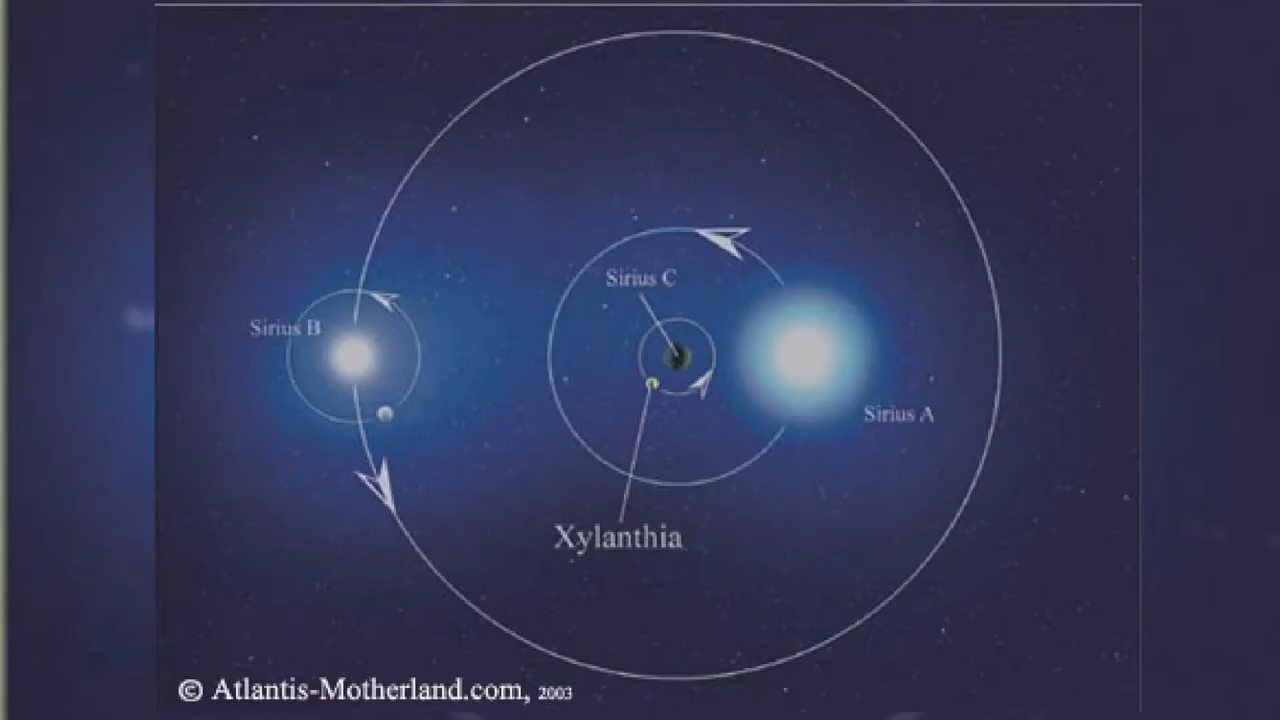 Sirius C
Sirius B
Sirius A
Xylanthia
© Atlantis-Motherland.com, 2003